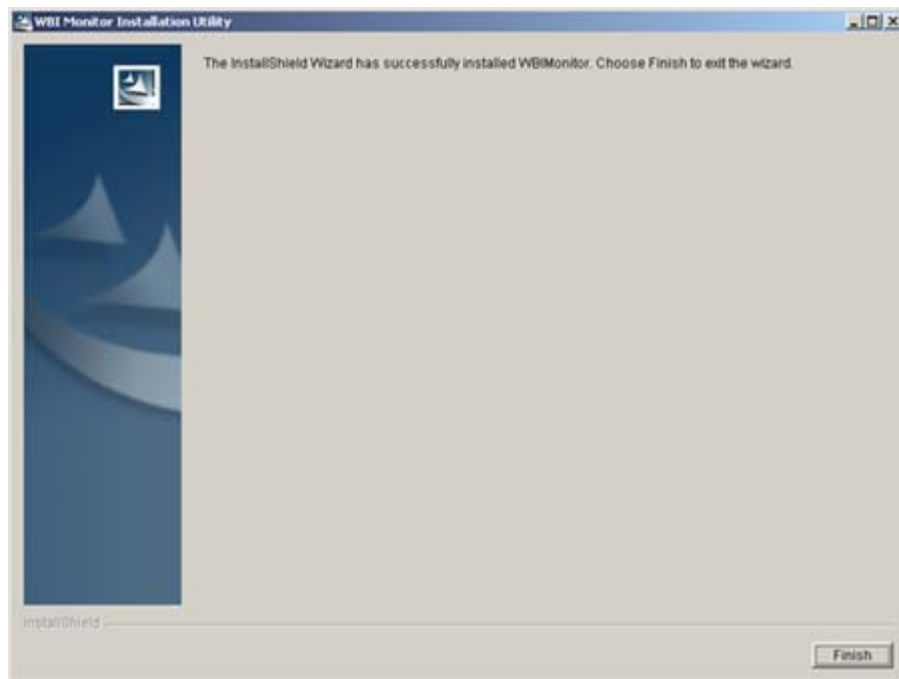 WBI Monitor Installation Utility
The InstallShield Wizard has successfully installed WBIMonitor. Choose Finish to exit the wizard.
InstallShield
Finish